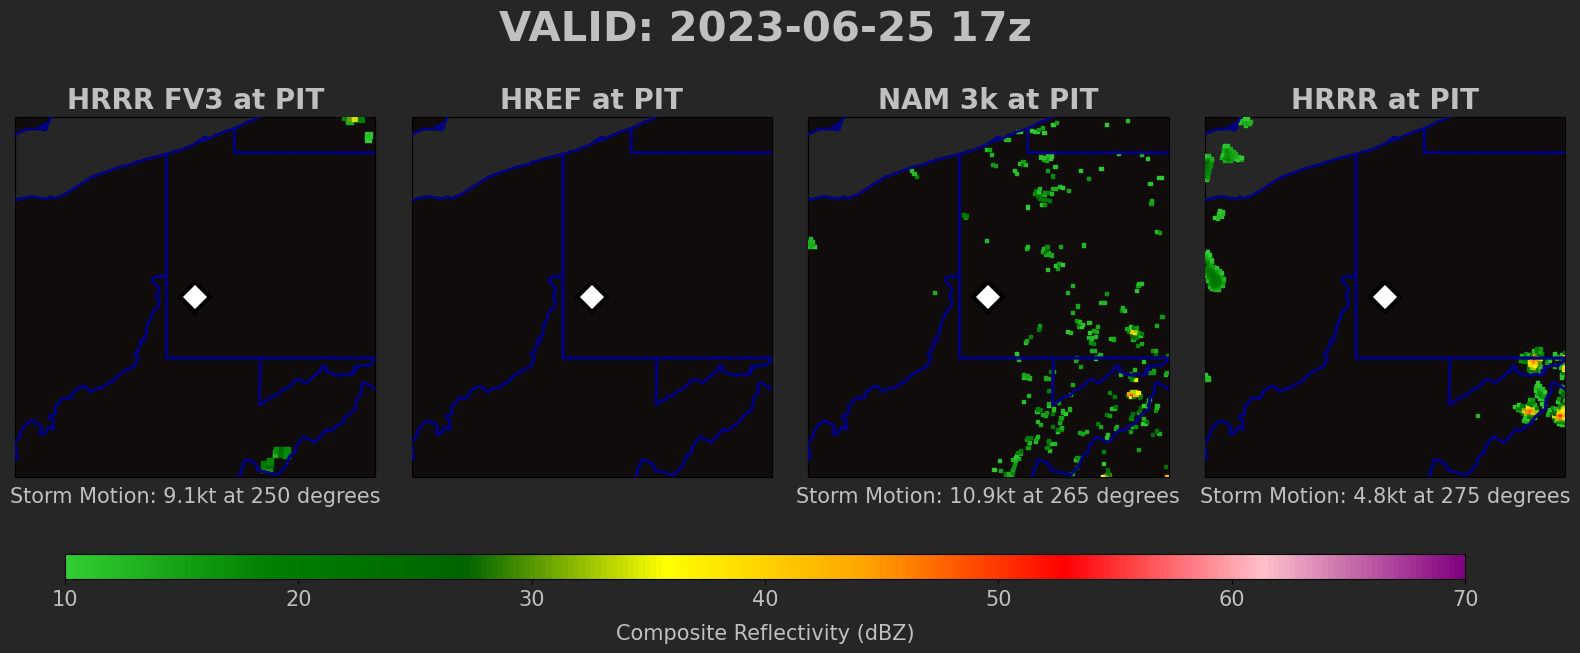 VALID: 2023-06-25 17z
HRRR FV3 at PIT
HREF at PIT
NAM 3k at PIT
HRRR at PIT
Storm Motion: 9.1kt at 250 degrees
Storm Motion: 10.9kt at 265 degrees
Storm Motion: 4.8kt at 275 degrees
10 20 30 40 50 60 70
Composite Reflectivity (dBZ)